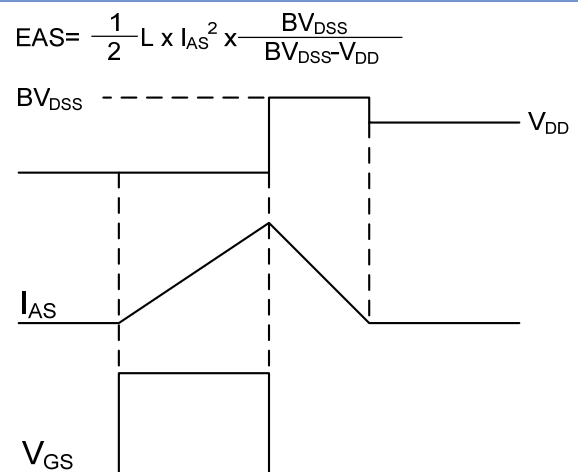 EAS= 1/2 L x IAS² x BVDSS/BVDSS-VDD
BVDSS
VDD
IAS
VGS